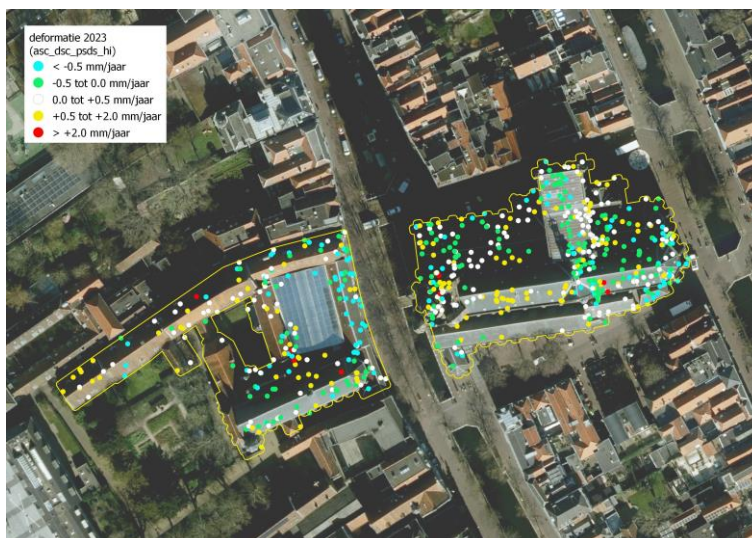 deformatie 2023
(asc_dsc_psds_hi)
< -0.5 mm/jaar
-0.5 tot 0.0 mm/jaar
0.0 tot +0.5 mm/jaar
+0.5 tot +2.0 mm/jaar
> +2.0 mm/jaar